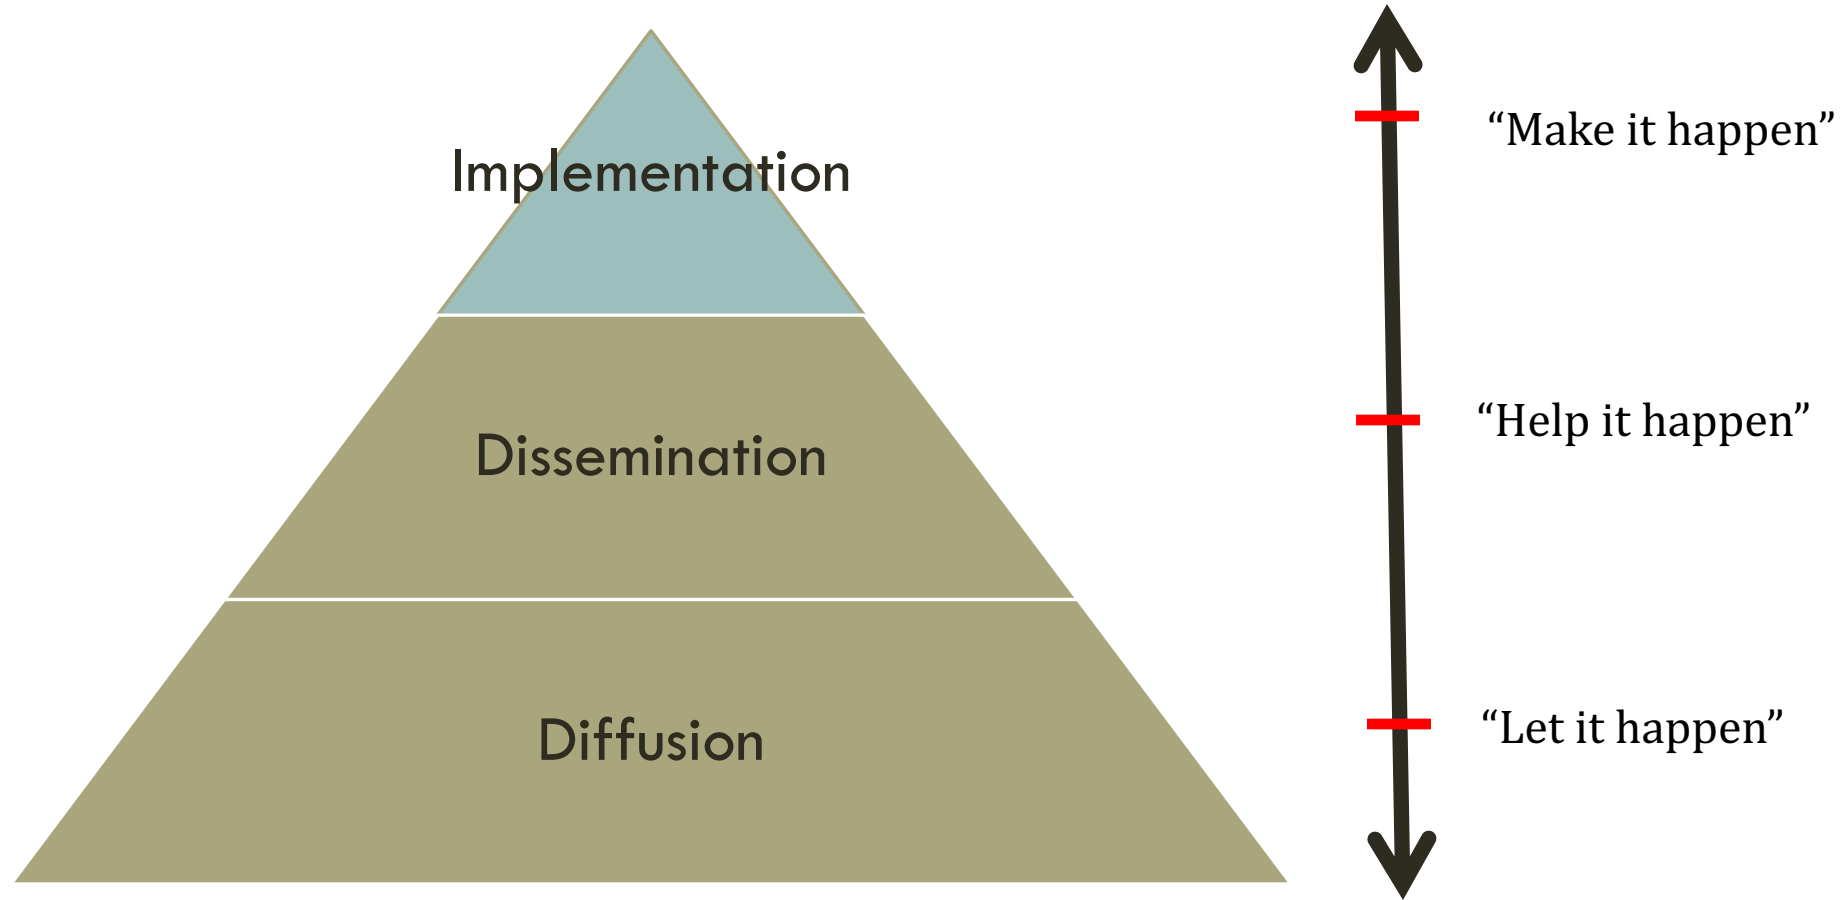 Implementation
“Make it happen”
Dissemination
“Help it happen”
Diffusion
“Let it happen”